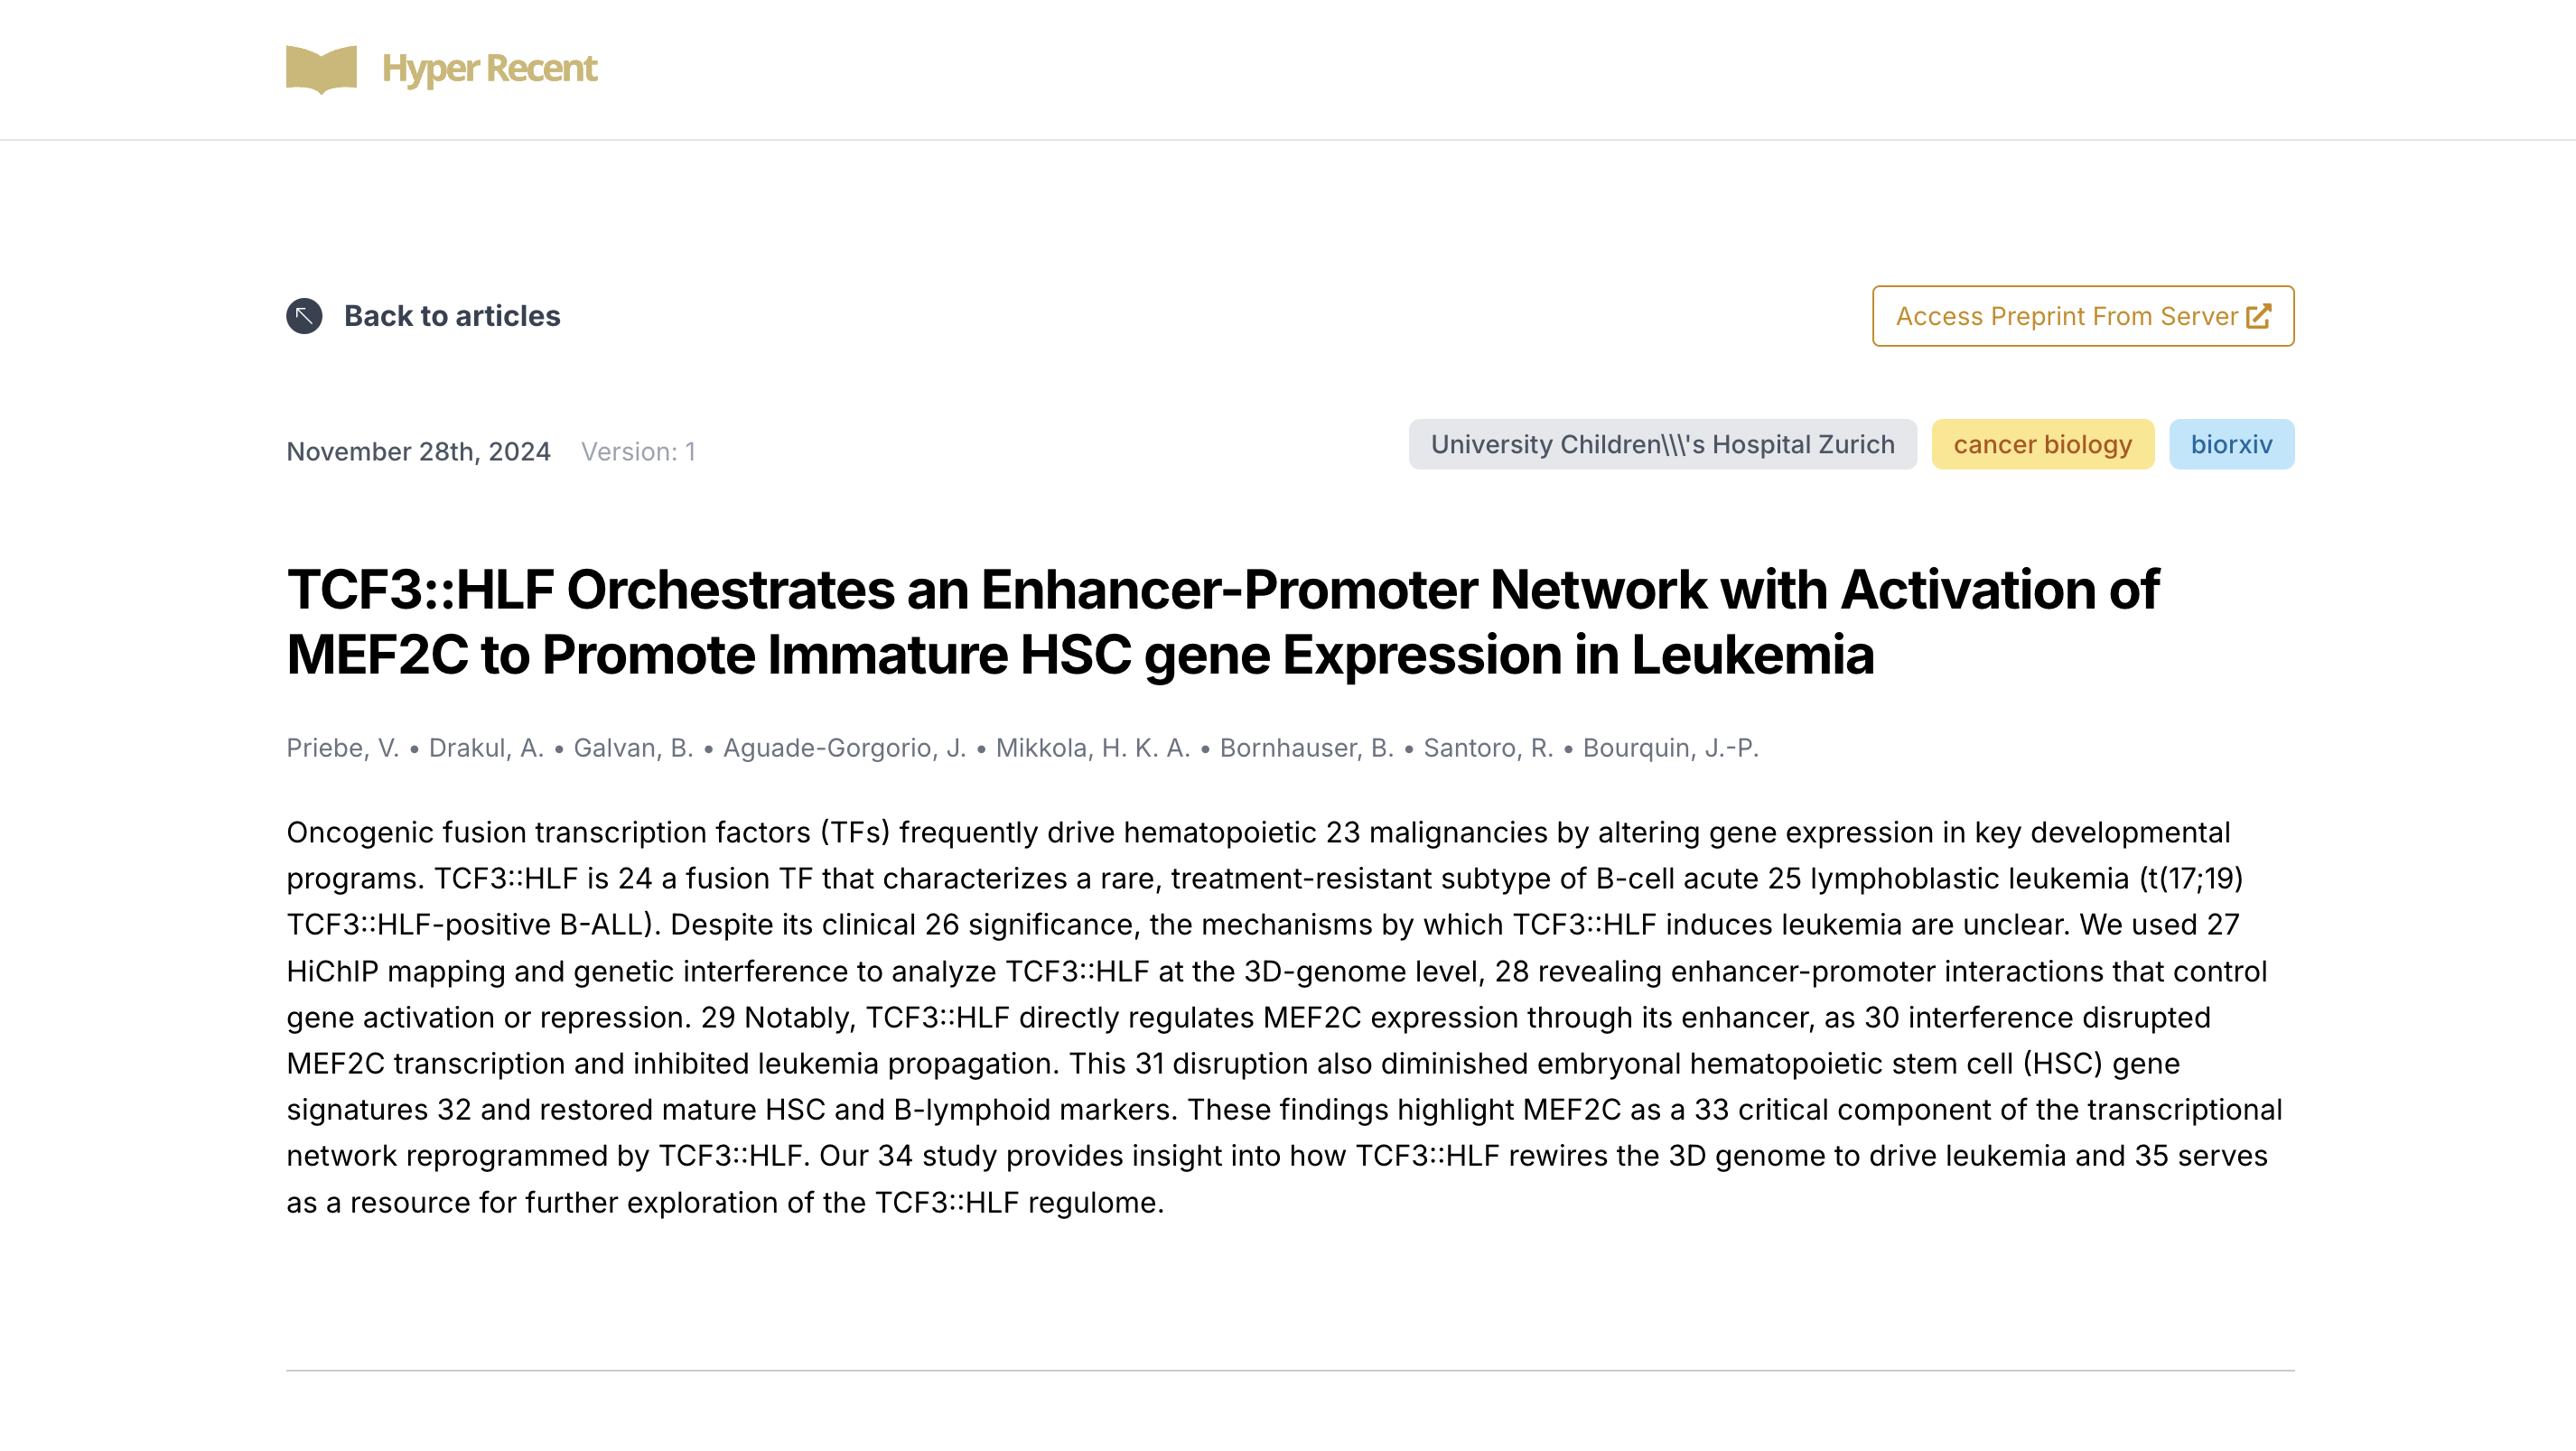 Hyper Recent
Back to articles
Access Preprint From Server
November 28th, 2024 Version: 1
University Children\\\'s Hospital Zurich cancer biology biorxiv
TCF3::HLF Orchestrates an Enhancer-Promoter Network with Activation of
MEF2C to Promote Immature HSC gene Expression in Leukemia
Priebe, V. • Drakul, A. • Galvan, B. • Aguade-Gorgorio, J. • Mikkola, H. K. A. • Bornhauser, B. • Santoro, R. • Bourquin, J.-P.
Oncogenic fusion transcription factors (TFs) frequently drive hematopoietic 23 malignancies by altering gene expression in key developmental
programs. TCF3::HLF is 24 a fusion TF that characterizes a rare, treatment-resistant subtype of B-cell acute 25 lymphoblastic leukemia (t(17;19)
TCF3::HLF-positive B-ALL). Despite its clinical 26 significance, the mechanisms by which TCF3::HLF induces leukemia are unclear. We used 27
HiChIP mapping and genetic interference to analyze TCF3::HLF at the 3D-genome level, 28 revealing enhancer-promoter interactions that control
gene activation or repression. 29 Notably, TCF3::HLF directly regulates MEF2C expression through its enhancer, as 30 interference disrupted
MEF2C transcription and inhibited leukemia propagation. This 31 disruption also diminished embryonal hematopoietic stem cell (HSC) gene
signatures 32 and restored mature HSC and B-lymphoid markers. These findings highlight MEF2C as a 33 critical component of the transcriptional
network reprogrammed by TCF3::HLF. Our 34 study provides insight into how TCF3::HLF rewires the 3D genome to drive leukemia and 35 serves
as a resource for further exploration of the TCF3::HLF regulome.